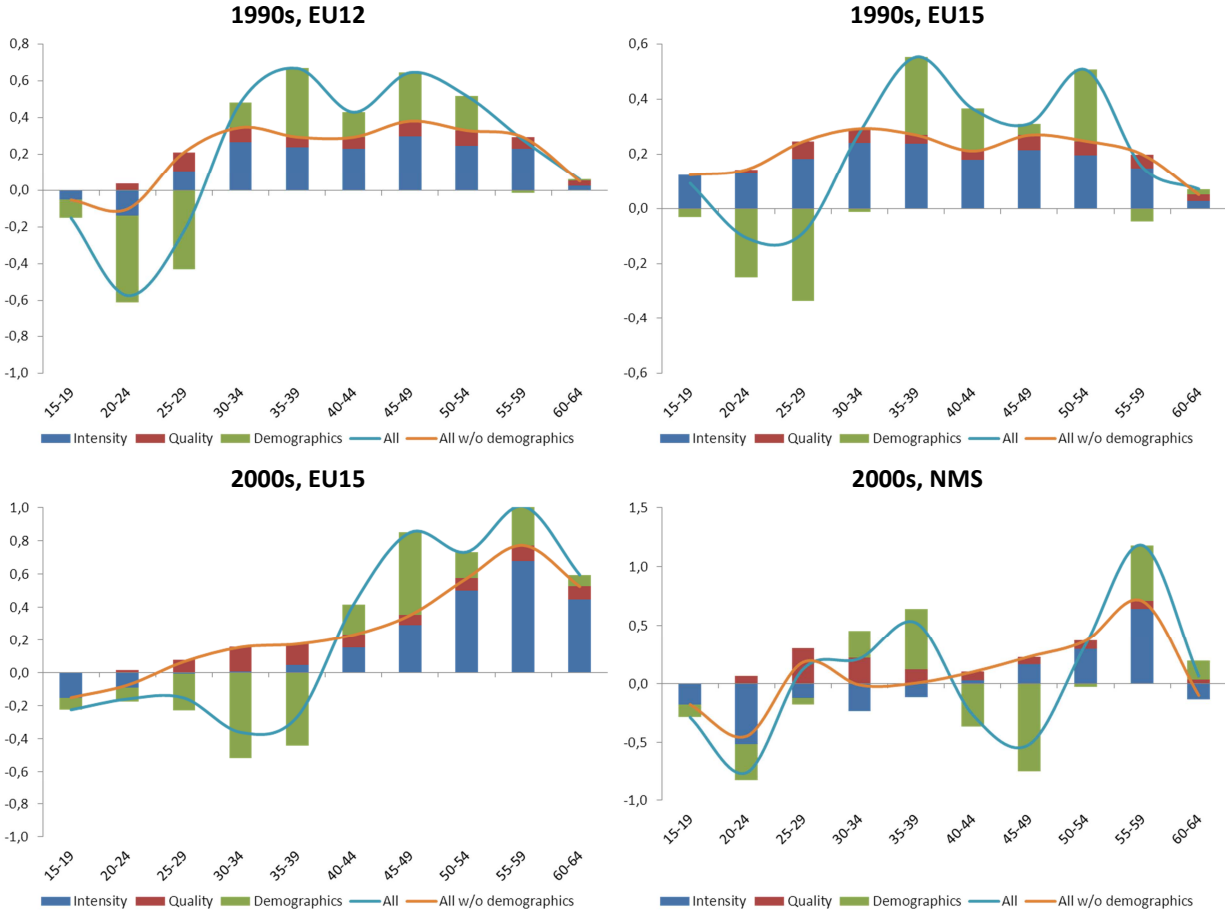 1990s, EU12
0,8
0,6
0,4
0,2
0,0
-0,2
-0,4
-0,6
-0,8
-1,0
15-19 20-24 25-29 30-34 35-39 40-44 45-49 50-54 55-59 60-64
Intensity Quality Demographics All All w/o demographics
1990s, EU15
0,6
0,4
0,2
0,0
-0,2
-0,4
-0,6
15-19 20-24 25-29 30-34 35-39 40-44 45-49 50-54 55-59 60-64
Intensity Quality Demographics All All w/o demographics
2000s, EU15
1,0
0,8
0,6
0,4
0,2
0,0
-0,2
-0,4
-0,6
-0,8
-1,0
15-19 20-24 25-29 30-34 35-39 40-44 45-49 50-54 55-59 60-64
Intensity Quality Demographics All All w/o demographics
2000s, NMS
1,5
1,0
0,5
0,0
-0,5
-1,0
15-19 20-24 25-29 30-34 35-39 40-44 45-49 50-54 55-59 60-64
Intensity Quality Demographics All All w/o demographics